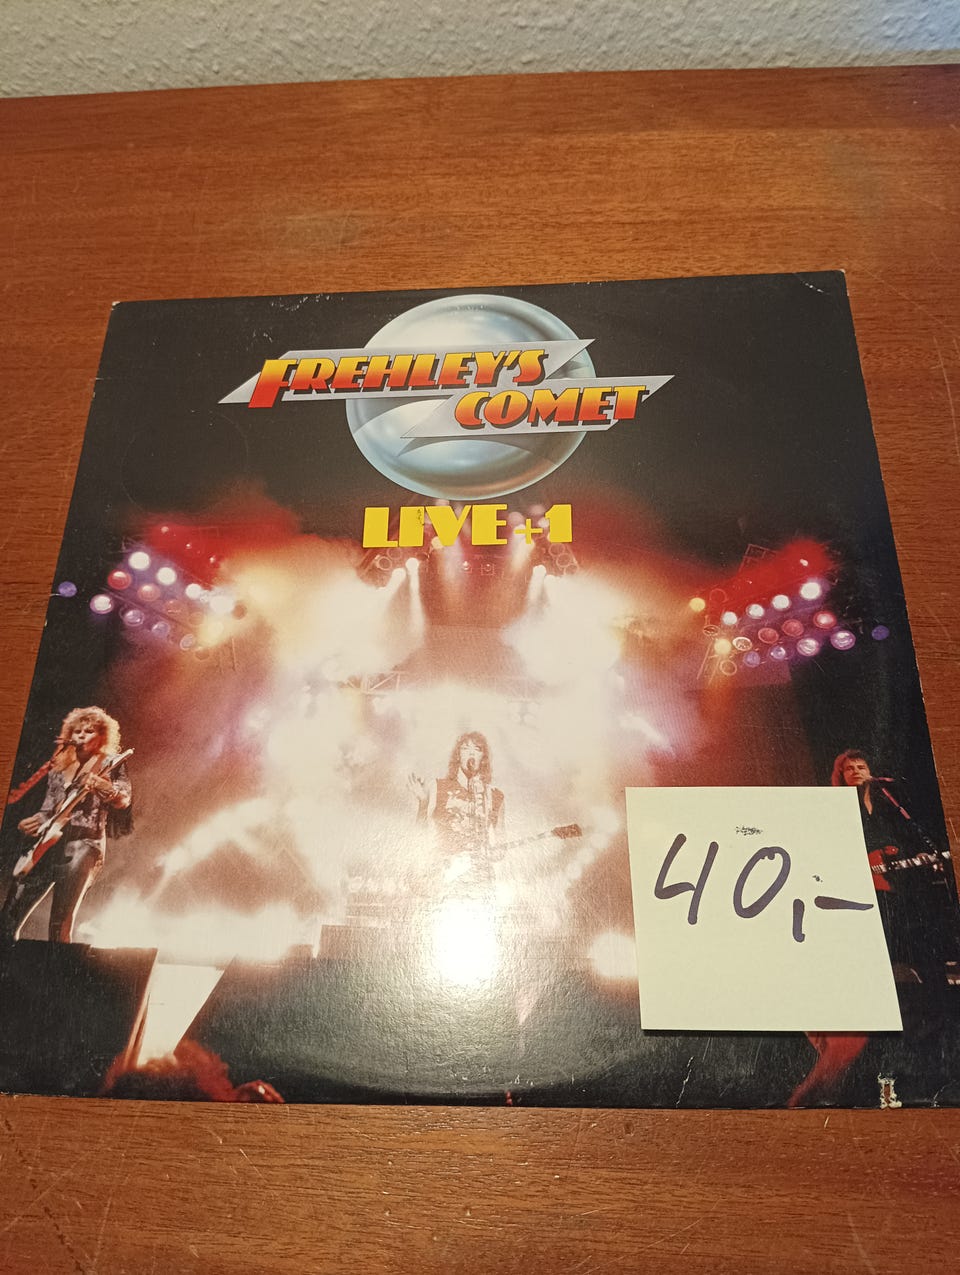 FREHLEY'S
COMET
LIVE+1
40,-